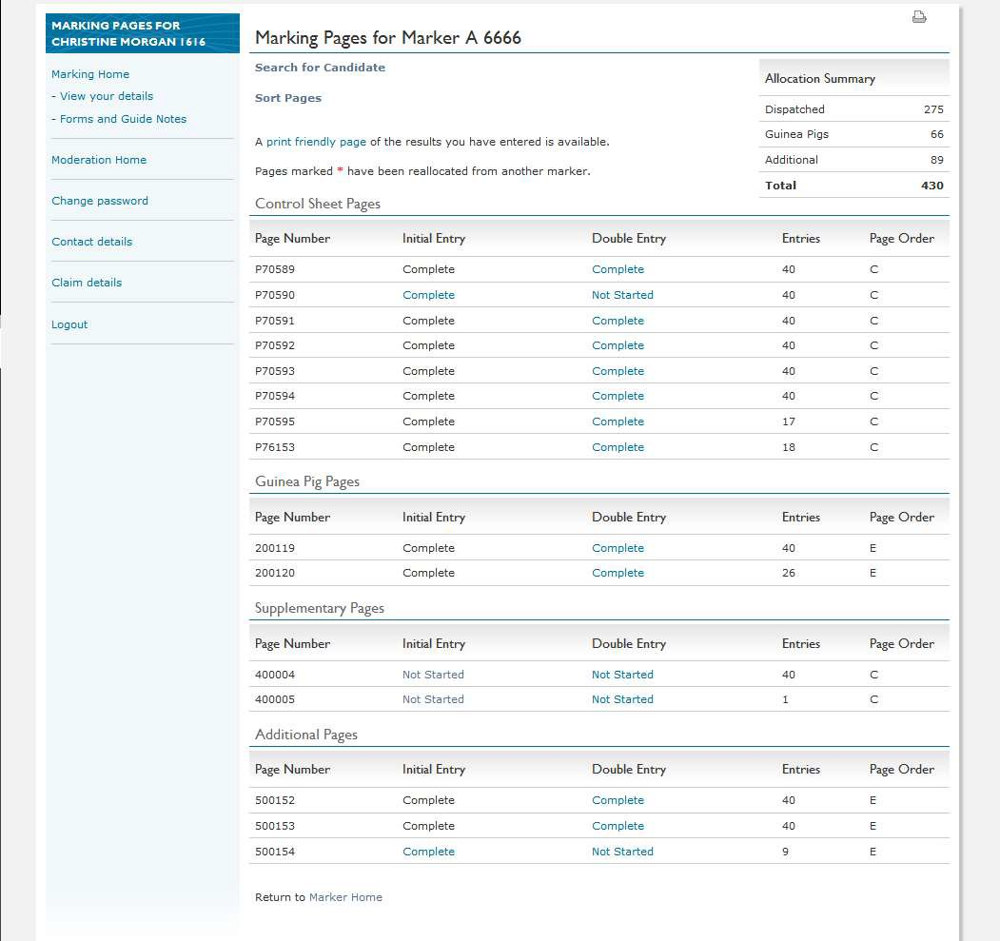 MARKING PAGES FOR
CHRISTINE MORGAN 1616
Marking Home
- View your details
- Forms and Guide Notes
Moderation Home
Change password
Contact details
Claim details
Logout
Marking Pages for Marker A 6666
Search for Candidate
Sort Pages
A print friendly page of the results you have entered is available.
Pages marked * have been reallocated from another marker.
Allocation Summary
Dispatched 275
Guinea Pigs 66
Additional 89
Total 430
Control Sheet Pages
Page Number Initial Entry Double Entry Entries Page Order
P70589 Complete Complete 40 C
P70590 Complete Not Started 40 C
P70591 Complete Complete 40 C
P70592 Complete Complete 40 C
P70593 Complete Complete 40 C
P70594 Complete Complete 40 C
P70595 Complete Complete 17 C
P76153 Complete Complete 18 C
Guinea Pig Pages
Page Number Initial Entry Double Entry Entries Page Order
200119 Complete Complete 40 E
200120 Complete Complete 26 E
Supplementary Pages
Page Number Initial Entry Double Entry Entries Page Order
400004 Not Started Not Started 40 C
400005 Not Started Not Started 1 C
Additional Pages
Page Number Initial Entry Double Entry Entries Page Order
500152 Complete Complete 40 E
500153 Complete Complete 40 E
500154 Complete Not Started 9 E
Return to Marker Home